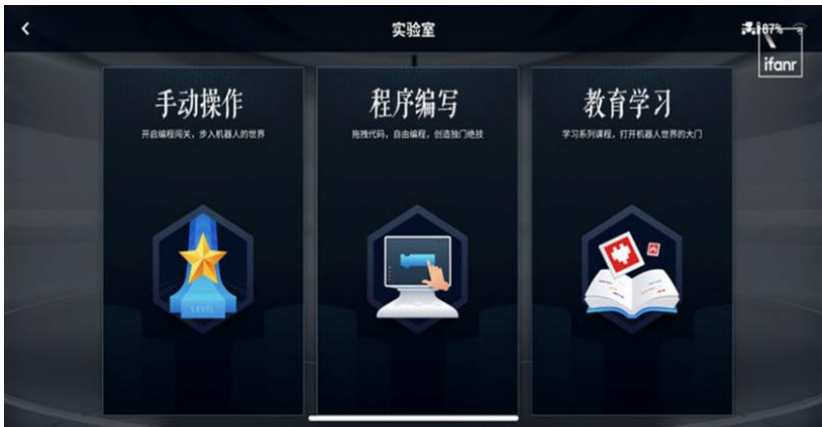 实验室
87%
ifanr
手动操作
开启编程闯关，步入机器人的世界
程序编写
拖拽代码，自由编程，创造独门绝技
教育学习
学习系列课程，打开机器人世界的大门
LEVEL